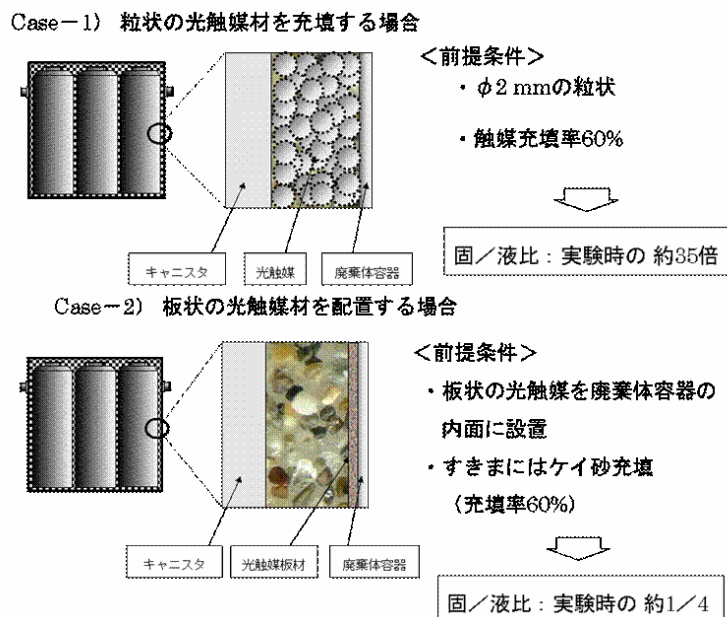 Case－1) 粒状の光触媒材を充填する場合
＜前提条件＞
・φ2 mmの粒状
・触媒充填率60%
固／液比：実験時の 約35倍
キャニスタ
光触媒
廃棄体容器
Case－2) 板状の光触媒材を配置する場合
＜前提条件＞
・板状の光触媒を廃棄体容器の
内面に設置
・すきまにはケイ砂充填
（充填率60%）
キャニスタ
光触媒板材
廃棄体容器
固／液比：実験時の 約1／4